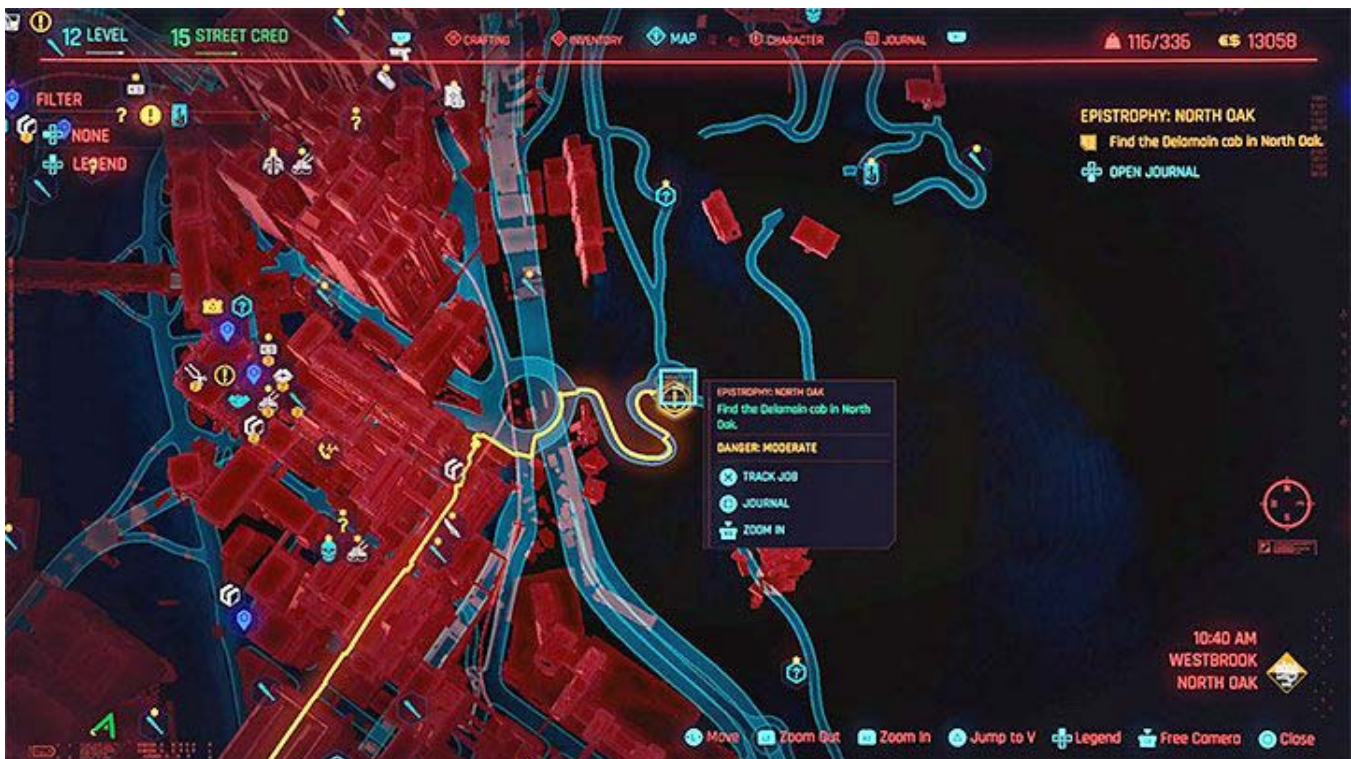 12 LEVEL
15 STREET CRED
CRAFTING
INVENTORY
MAP
CHARACTER
JOURNAL
116/336
€$ 13058
FILTER
NONE
LEGEND
EPISTROPHY: NORTH OAK
Find the Delamain cab in North Oak.
OPEN JOURNAL
EPISTROPHY: NORTH OAK
Find the Delamain cab in North
Oak.
DANGER: MODERATE
TRACK JOB
JOURNAL
ZOOM IN
10:40 AM
WESTBROOK
NORTH OAK
Move
Zoom Out
Zoom In
Jump to V
Legend
Free Camera
Close